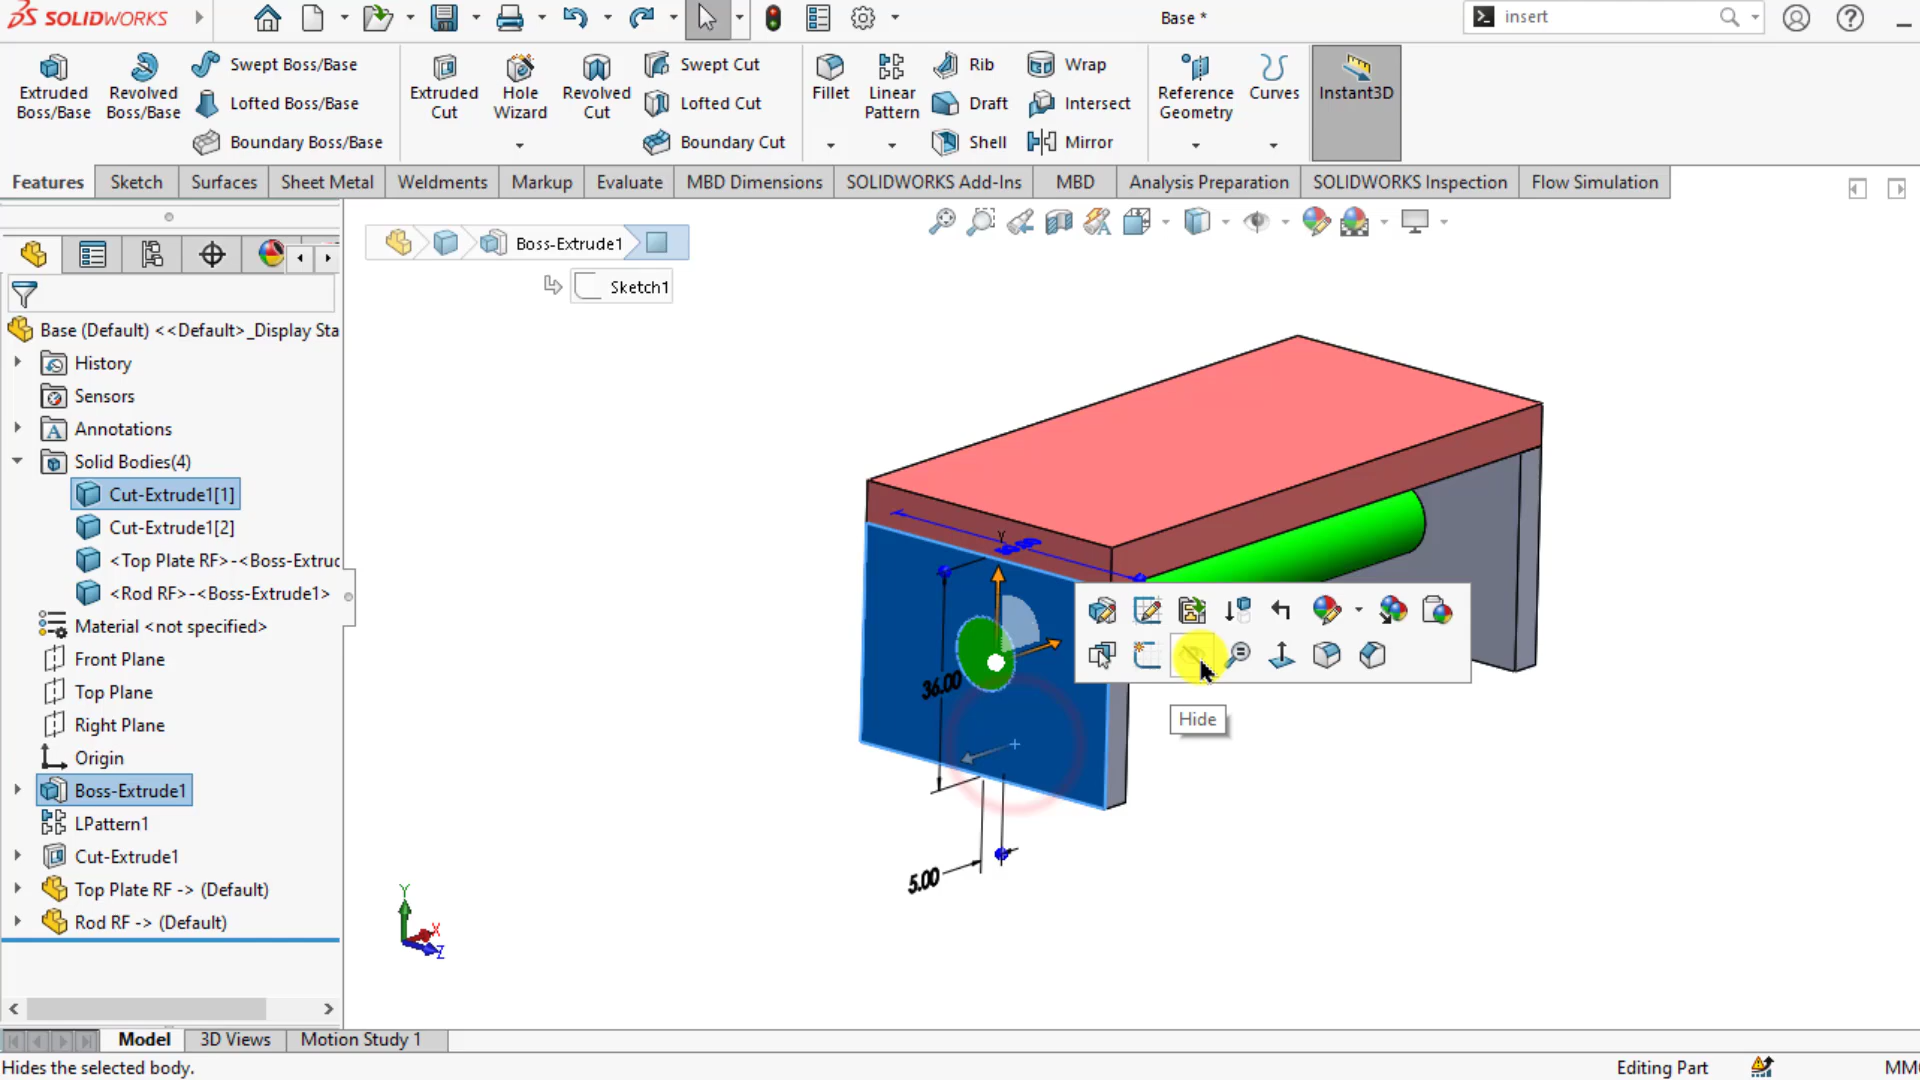 SOLIDWORKS
Base *
insert
Extruded Boss/Base
Revolved Boss/Base
Swept Boss/Base
Lofted Boss/Base
Boundary Boss/Base
Extruded Cut
Hole Wizard
Revolved Cut
Swept Cut
Lofted Cut
Boundary Cut
Fillet
Linear Pattern
Rib
Draft
Shell
Wrap
Intersect
Mirror
Reference Geometry
Curves
Instant3D
Features
Sketch
Surfaces
Sheet Metal
Weldments
Markup
Evaluate
MBD Dimensions
SOLIDWORKS Add-Ins
MBD
Analysis Preparation
SOLIDWORKS Inspection
Flow Simulation
Boss-Extrude1
Sketch1
Base (Default) <<Default>_Display Sta
History
Sensors
Annotations
Solid Bodies(4)
Cut-Extrude1[1]
Cut-Extrude1[2]
<Top Plate RF>-<Boss-Extruc
<Rod RF>-<Boss-Extrude1>
Material <not specified>
Front Plane
Top Plane
Right Plane
Origin
Boss-Extrude1
LPattern1
Cut-Extrude1
Top Plate RF -> (Default)
Rod RF -> (Default)
Y
36.00
5.00
Hide
Y
X
Z
Model
3D Views
Motion Study 1
Hides the selected body.
Editing Part